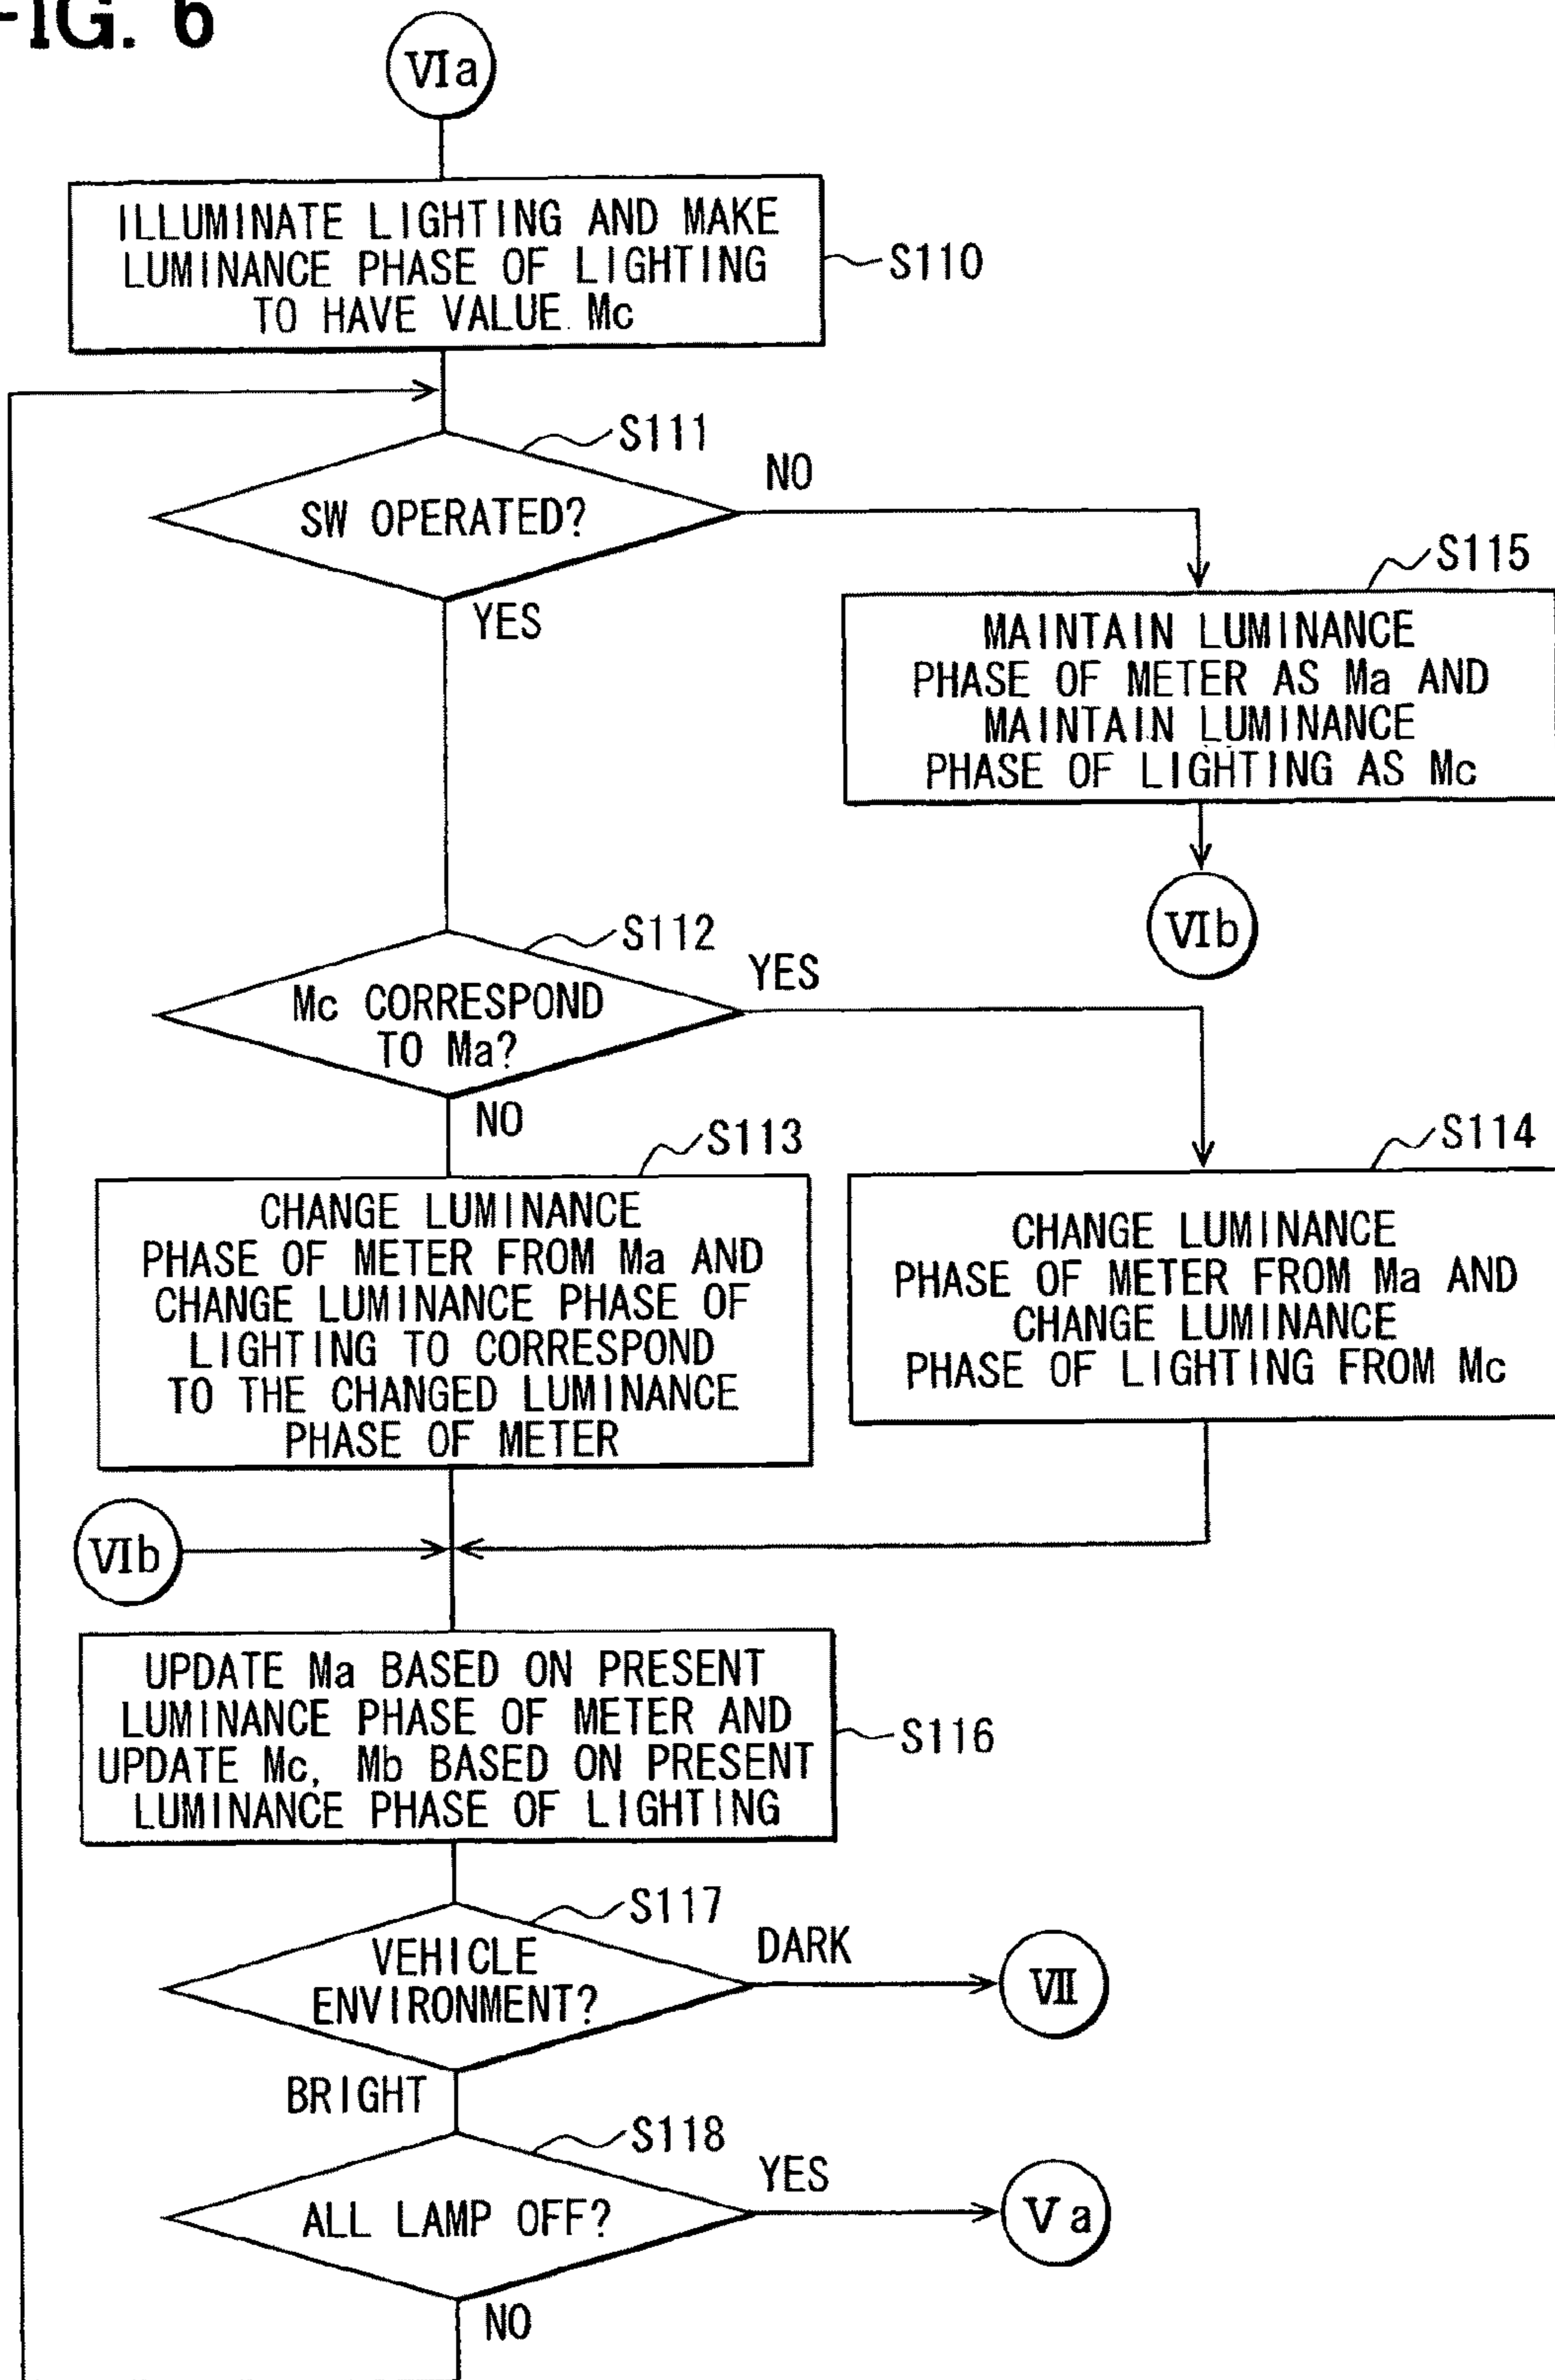 FIG. 6
VIa
ILLUMINATE LIGHTING AND MAKE
LUMINANCE PHASE OF LIGHTING
TO HAVE VALUE Mc
S110
S111
SW OPERATED?
NO
YES
S115
MAINTAIN LUMINANCE
PHASE OF METER AS Ma AND
MAINTAIN LUMINANCE
PHASE OF LIGHTING AS Mc
VIb
S112
Mc CORRESPOND
TO Ma?
YES
NO
S113
CHANGE LUMINANCE
PHASE OF METER FROM Ma AND
CHANGE LUMINANCE PHASE OF
LIGHTING TO CORRESPOND
TO THE CHANGED LUMINANCE
PHASE OF METER
S114
CHANGE LUMINANCE
PHASE OF METER FROM Ma AND
CHANGE LUMINANCE
PHASE OF LIGHTING FROM Mc
VIb
UPDATE Ma BASED ON PRESENT
LUMINANCE PHASE OF METER AND
UPDATE Mc, Mb BASED ON PRESENT
LUMINANCE PHASE OF LIGHTING
S116
S117
VEHICLE
ENVIRONMENT?
DARK
VII
BRIGHT
S118
ALL LAMP OFF?
YES
Va
NO